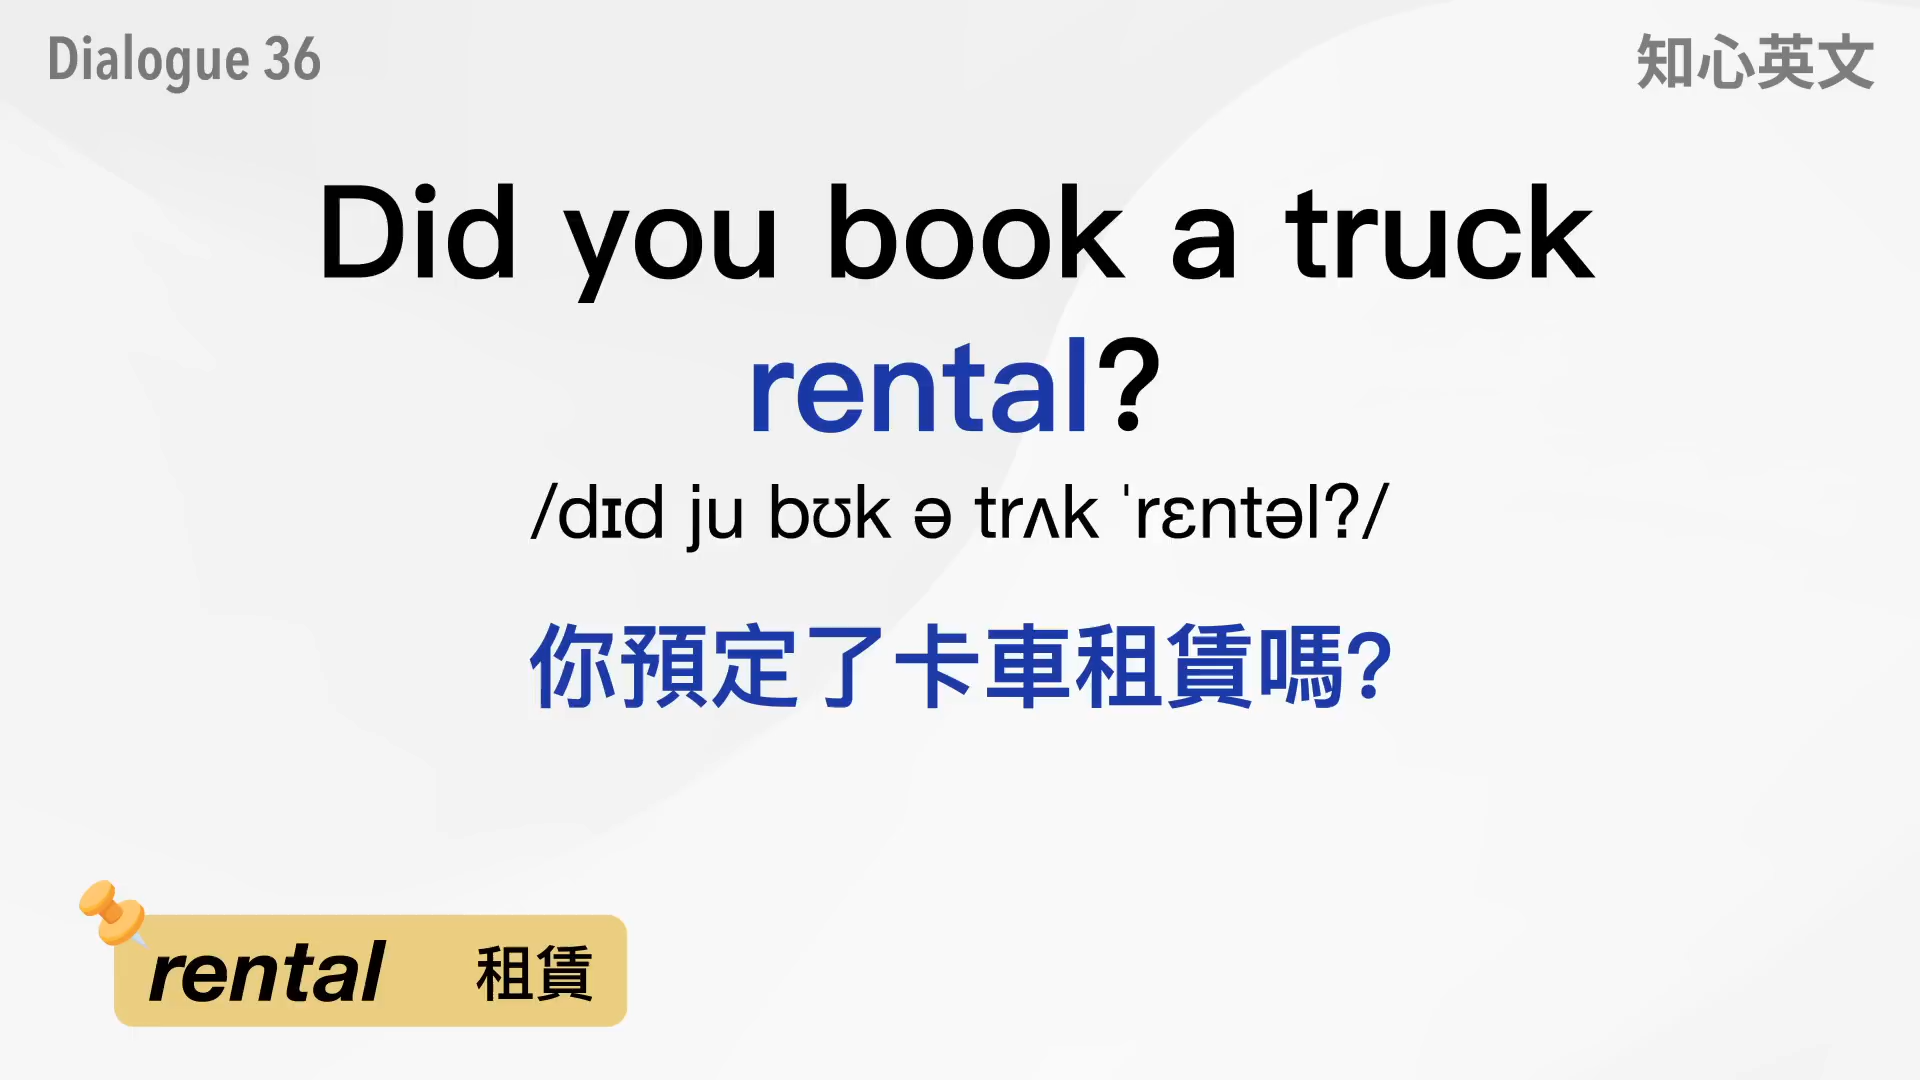 Dialogue 36
知心英文
Did you book a truck
rental?
/dɪd ju bʊk ə trʌk ˈrɛntəl?/
你預定了卡車租賃嗎?
rental 租賃